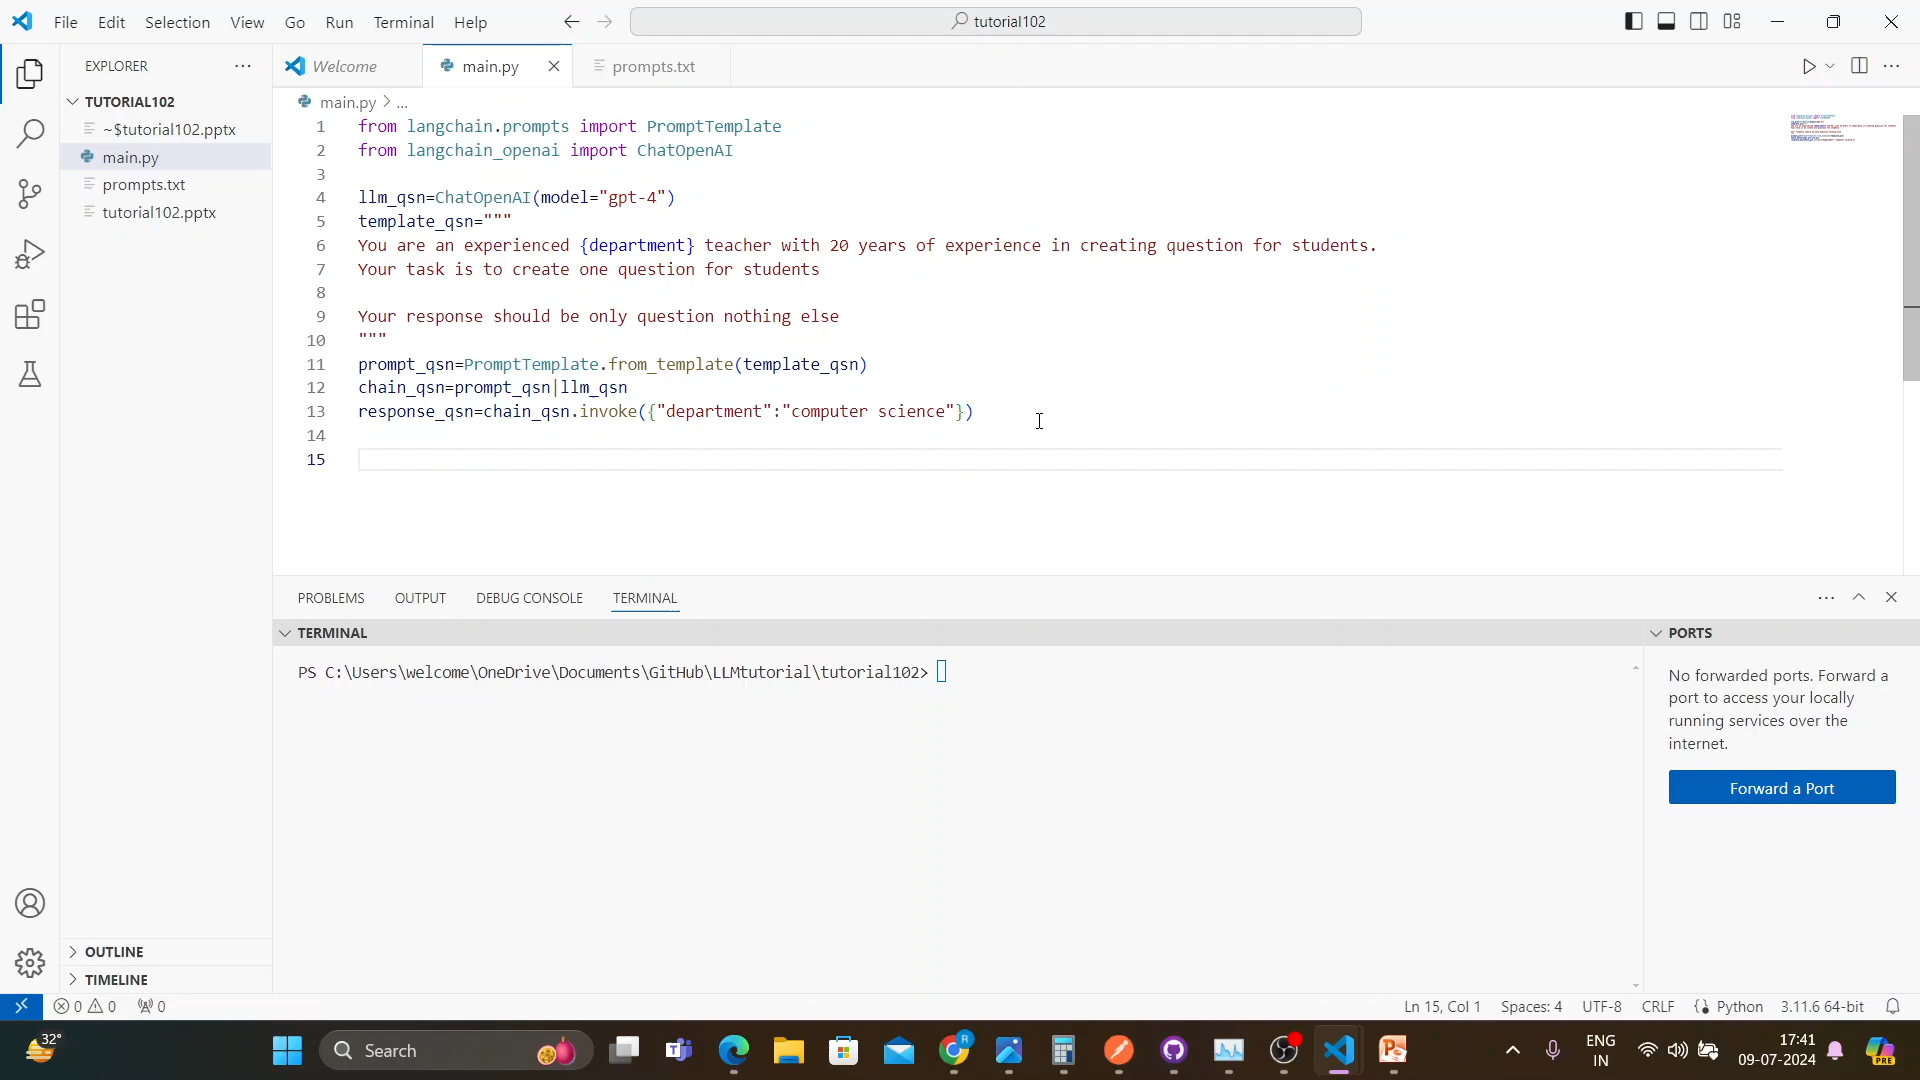 File Edit Selection View Go Run Terminal Help
tutorial102
EXPLORER
TUTORIAL102
~$tutorial102.pptx
main.py
prompts.txt
tutorial102.pptx
OUTLINE
TIMELINE
Welcome
main.py
prompts.txt
main.py > ...
1 from langchain.prompts import PromptTemplate
2 from langchain_openai import ChatOpenAI
3
4 llm_qsn=ChatOpenAI(model="gpt-4")
5 template_qsn="""
6 You are an experienced {department} teacher with 20 years of experience in creating question for students.
7 Your task is to create one question for students
8
9 Your response should be only question nothing else
10 """
11 prompt_qsn=PromptTemplate.from_template(template_qsn)
12 chain_qsn=prompt_qsn|llm_qsn
13 response_qsn=chain_qsn.invoke({"department":"computer science"})
14
15
PROBLEMS OUTPUT DEBUG CONSOLE TERMINAL
TERMINAL
PS C:\Users\welcome\OneDrive\Documents\GitHub\LLMtutorial\tutorial102>
PORTS
No forwarded ports. Forward a
port to access your locally
running services over the
internet.
Forward a Port
0 0 0
Ln 15, Col 1 Spaces: 4 UTF-8 CRLF Python 3.11.6 64-bit
32°
Search
R
ENG
IN
17:41
09-07-2024
PRE